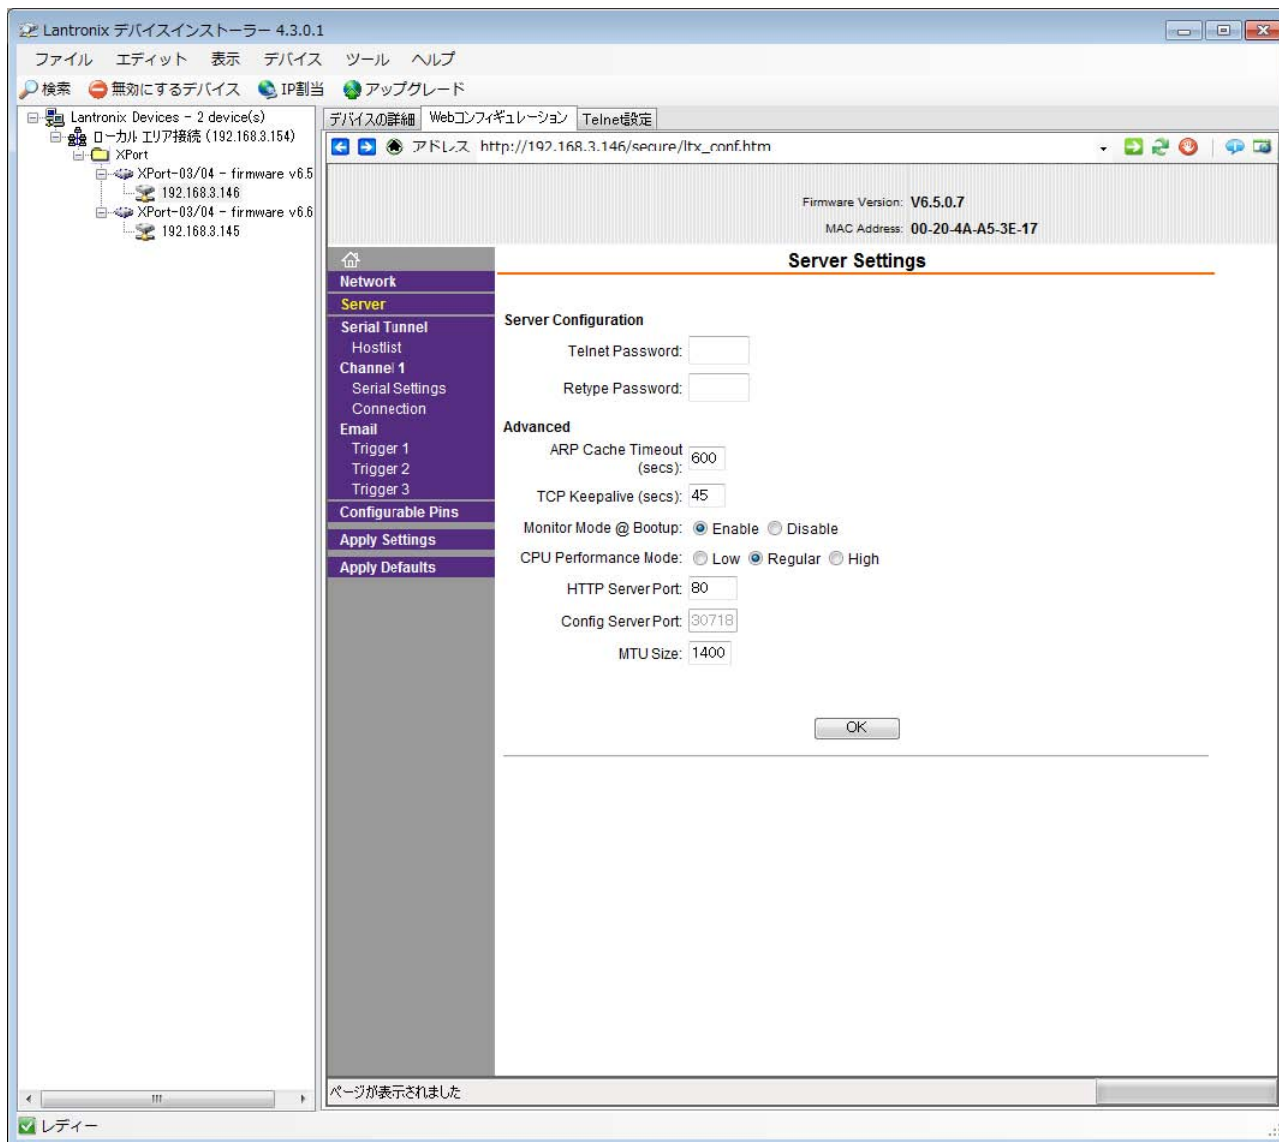 Lantronix デバイスインストーラー 4.3.0.1
ファイル エディット 表示 デバイス ツール ヘルプ
検索 無効にするデバイス IP割当 アップグレード
Lantronix Devices - 2 device(s)
ローカル エリア接続 (192.168.3.154)
XPort
XPort-03/04 - firmware v6.5
192.168.3.146
XPort-03/04 - firmware v6.6
192.168.3.145
デバイスの詳細 Webコンフィギュレーション Telnet設定
アドレス http://192.168.3.146/secure/ltx_conf.htm
Firmware Version: V6.5.0.7
MAC Address: 00-20-4A-A5-3E-17
Network
Server
Serial Tunnel
Hostlist
Channel 1
Serial Settings
Connection
Email
Trigger 1
Trigger 2
Trigger 3
Configurable Pins
Apply Settings
Apply Defaults
Server Settings
Server Configuration
Telnet Password:
Retype Password:
Advanced
ARP Cache Timeout (secs): 600
TCP Keepalive (secs): 45
Monitor Mode @ Bootup: Enable Disable
CPU Performance Mode: Low Regular High
HTTP Server Port: 80
Config Server Port: 30718
MTU Size: 1400
OK
ページが表示されました
レディー